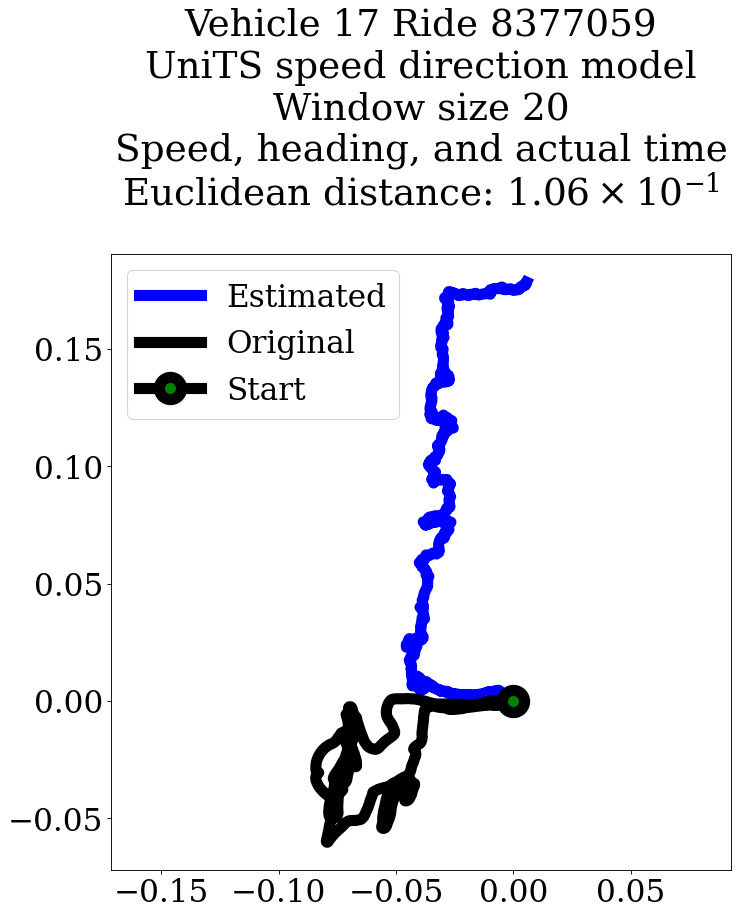 Vehicle 17 Ride 8377059
UniTS speed direction model
Window size 20
Speed, heading, and actual time
Euclidean distance: 1.06 × 10⁻¹
Estimated
Original
Start
0.15
0.10
0.05
0.00
−0.05
−0.15 −0.10 −0.05 0.00 0.05